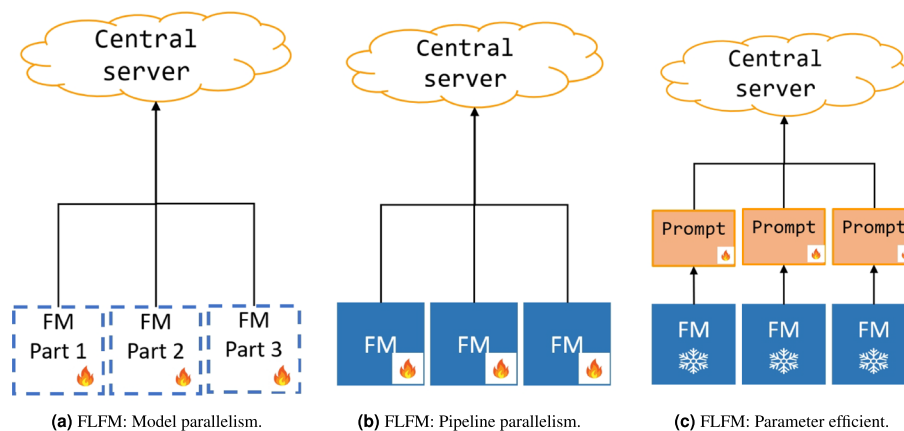 Central
server
FM
Part 1
FM
Part 2
FM
Part 3
(a) FLFM: Model parallelism.
Central
server
FM
FM
FM
(b) FLFM: Pipeline parallelism.
Central
server
Prompt
Prompt
Prompt
FM
FM
FM
(c) FLFM: Parameter efficient.